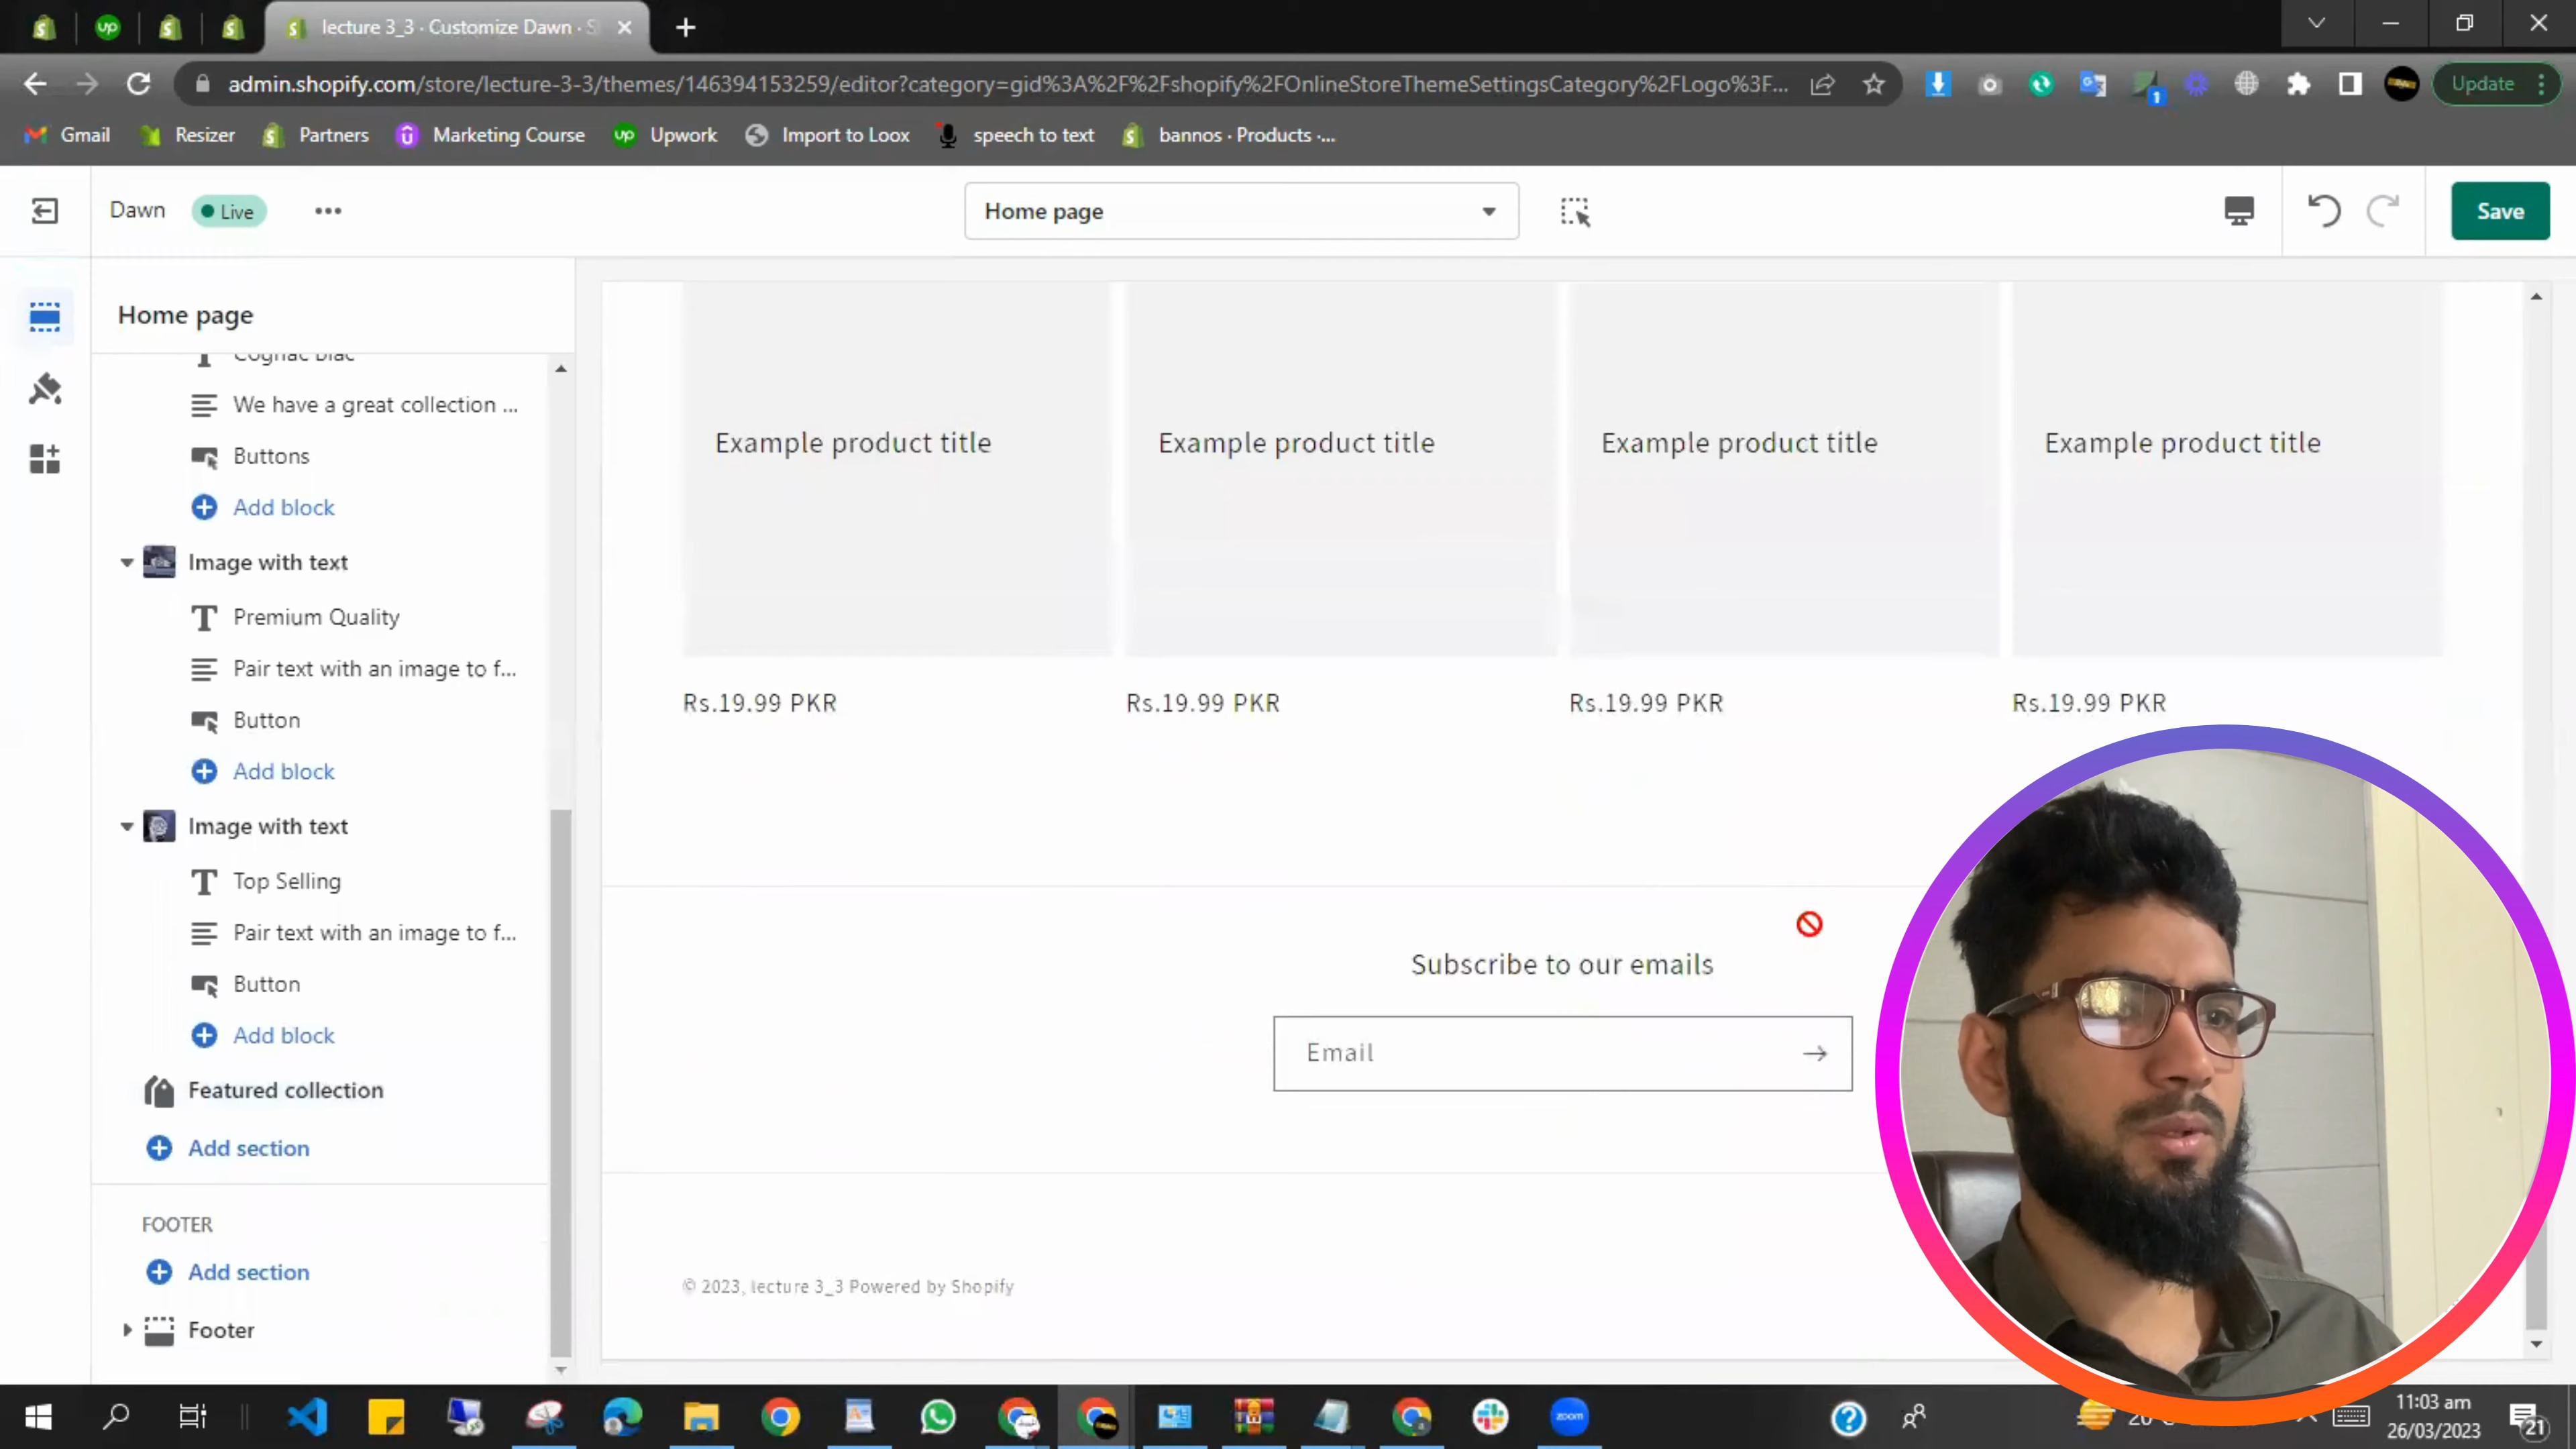 lecture 3_3 · Customize Dawn · S
admin.shopify.com/store/lecture-3-3/themes/146394153259/editor?category=gid%3A%2F%2Fshopify%2FOnlineStoreThemeSettingsCategory%2FLogo%3F...
Update
Gmail Resizer Partners Marketing Course Upwork Import to Loox speech to text bannos · Products ·...
Dawn Live ••• Home page Save
Home page
Cognac blac
We have a great collection ...
Buttons
Add block
Image with text
Premium Quality
Pair text with an image to f...
Button
Add block
Image with text
Top Selling
Pair text with an image to f...
Button
Add block
Featured collection
Add section
FOOTER
Add section
Footer
Example product title Example product title Example product title Example product title
Rs.19.99 PKR Rs.19.99 PKR Rs.19.99 PKR Rs.19.99 PKR
Subscribe to our emails
Email
© 2023, lecture 3_3 Powered by Shopify
zoom
11:03 am
26/03/2023
21